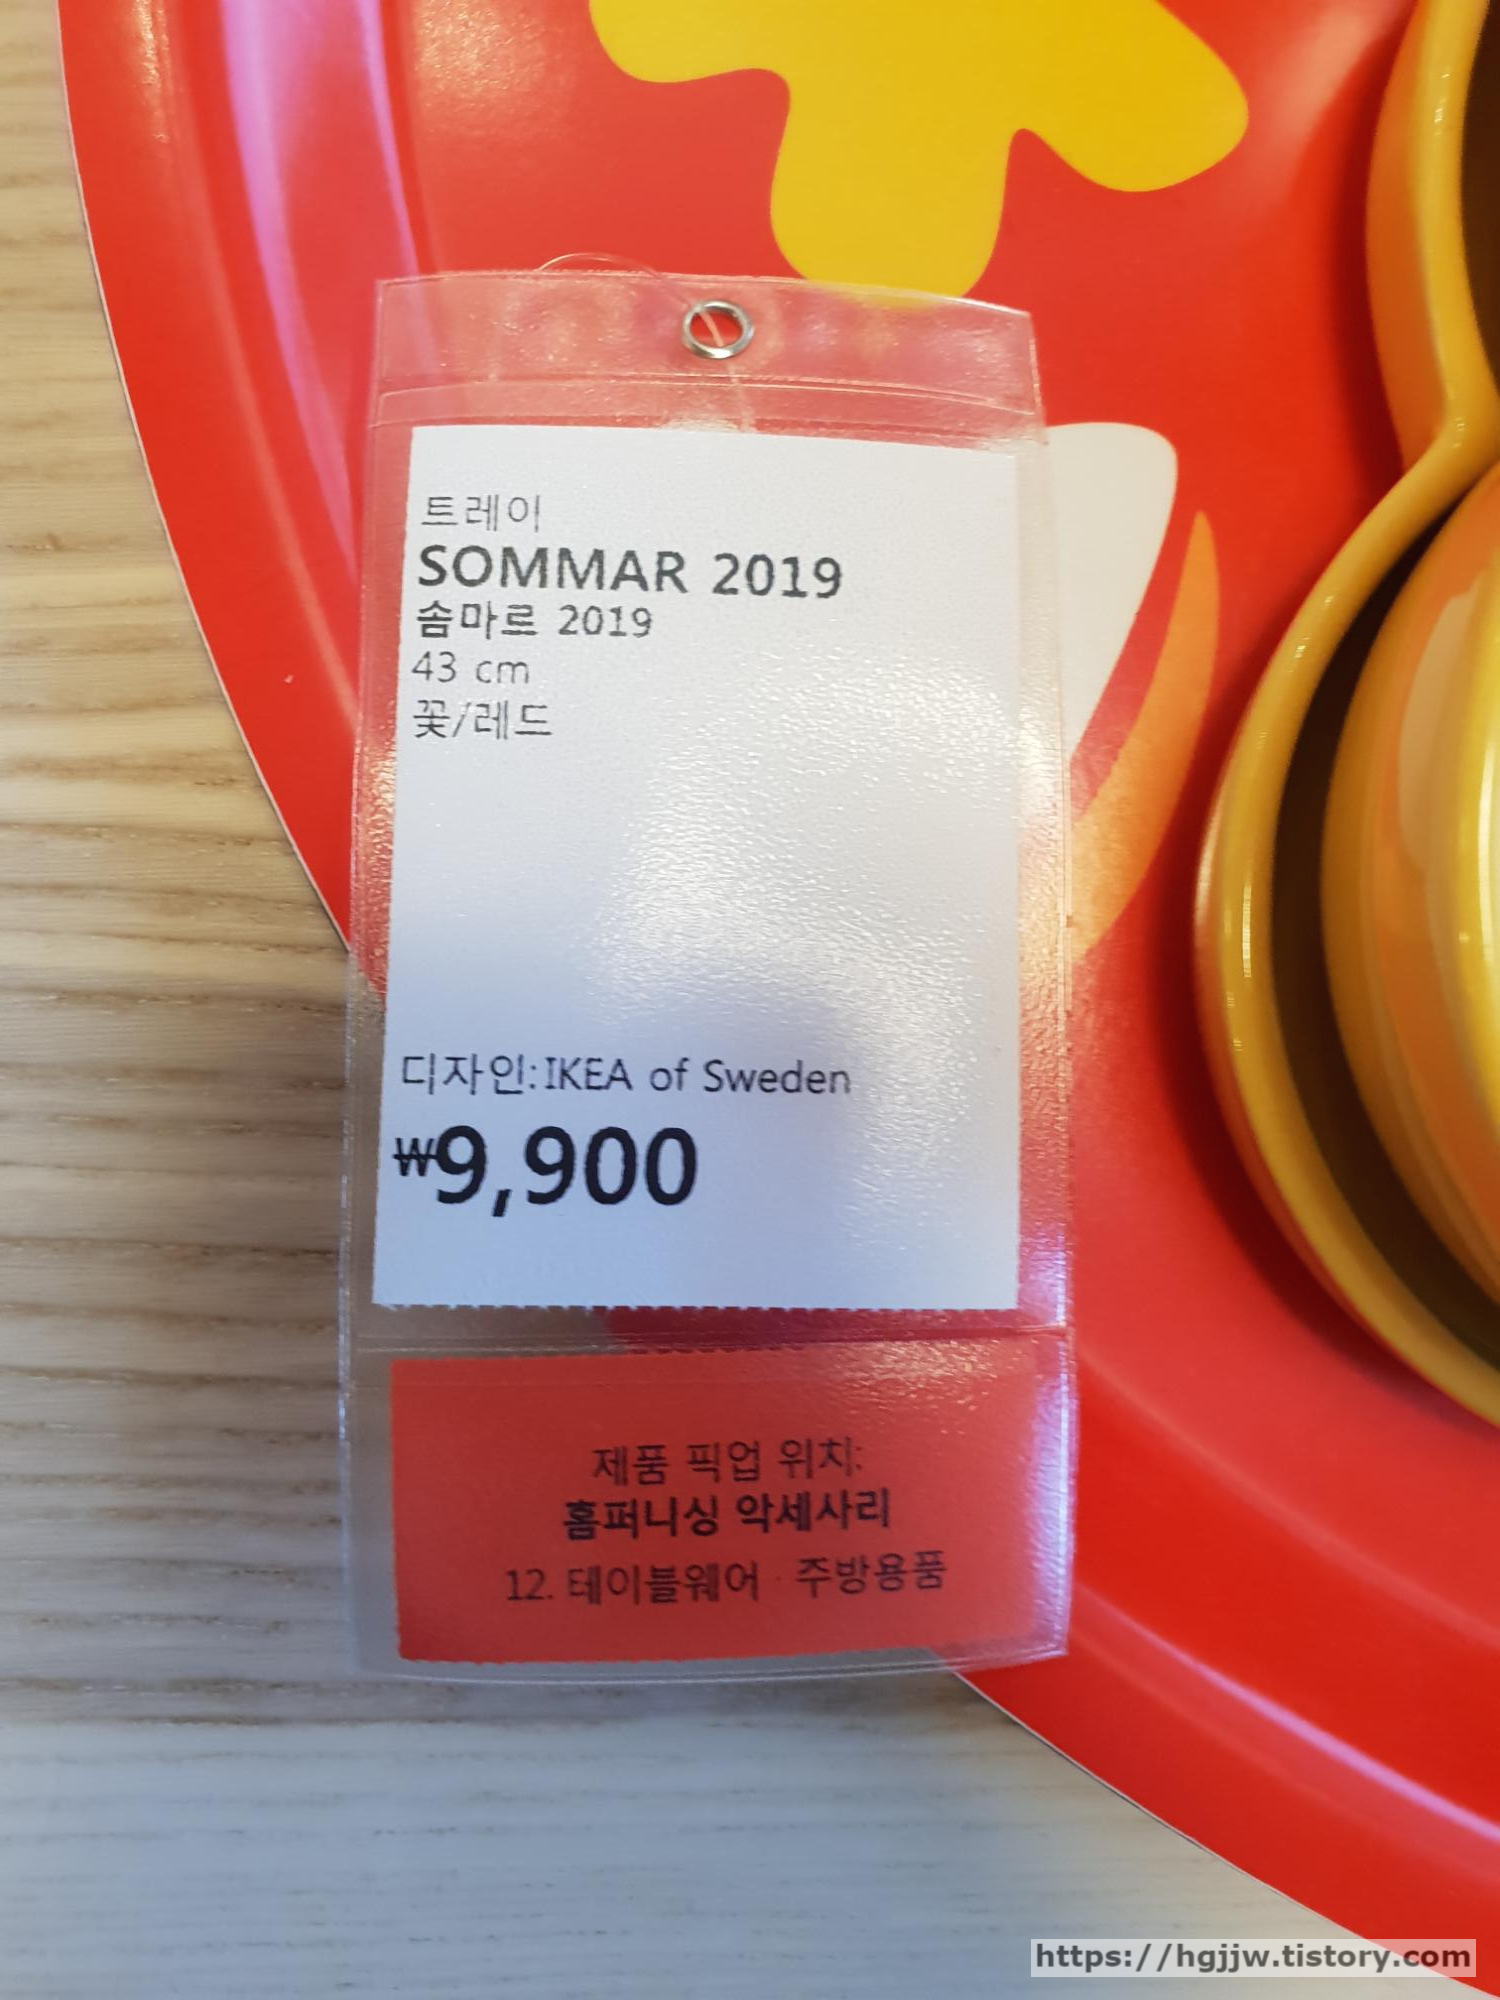 트레이
SOMMAR 2019
솜마르 2019
43 cm
꽃/레드
디자인:IKEA of Sweden
₩9,900
제품 픽업 위치:
홈퍼니싱 악세사리
12. 테이블웨어 · 주방용품
https://hgjjw.tistory.com